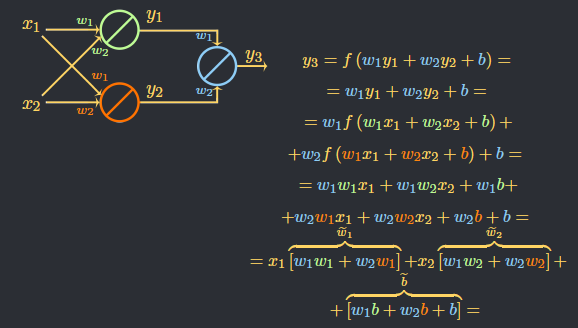 x₁ w₁ y₁
w₂ w₁ y₃
w₁
x₂ w₂ y₂ w₂
y₃ = f (w₁y₁ + w₂y₂ + b) =
= w₁y₁ + w₂y₂ + b =
= w₁f (w₁x₁ + w₂x₂ + b) +
+w₂f (w₁x₁ + w₂x₂ + b) + b =
= w₁w₁x₁ + w₁w₂x₂ + w₁b+
+w₂w₁x₁ + w₂w₂x₂ + w₂b + b =
w̃₁ w̃₂
= x₁ [w₁w₁ + w₂w₁] +x₂ [w₁w₂ + w₂w₂] +
b̃
+ [w₁b + w₂b + b] =